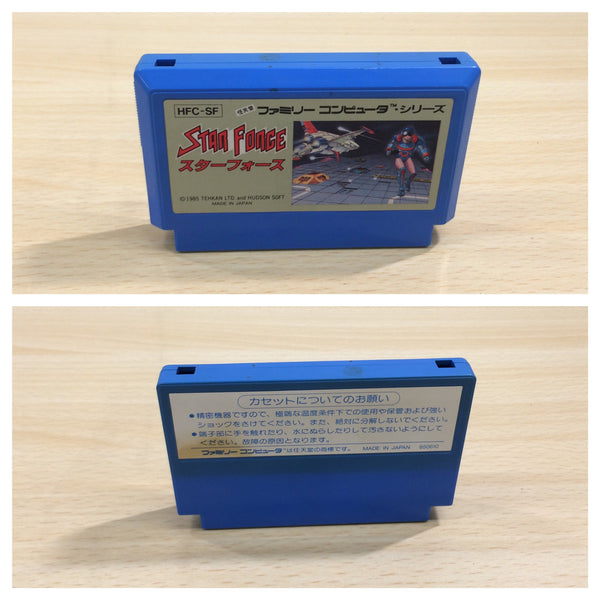 HFC-SF
任天堂 ファミリー コンピュータ™・シリーズ
STAR FORCE
スターフォース
©1985 TEHKAN LTD and HUDSON SOFT
MADE IN JAPAN
カセットについてのお願い
●精密機器ですので、極端な温度条件下での使用や保管および強い
ショックをさけてください。また、絶対に分解しないでください。
●端子部に手を触れたり、水にぬらしたりして汚さないようにして
ください。故障の原因となります。
ファミリー コンピュータ™は任天堂の商標です。 MADE IN JAPAN 850610